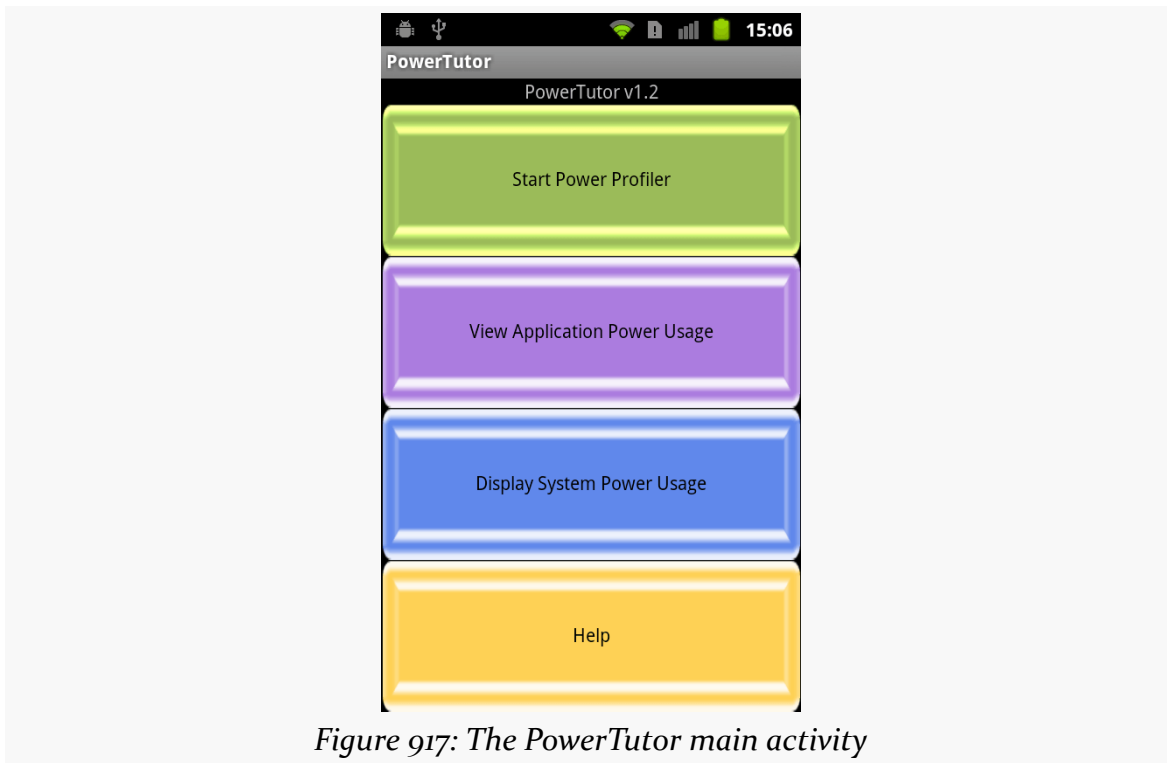 15:06
PowerTutor
PowerTutor v1.2
Start Power Profiler
View Application Power Usage
Display System Power Usage
Help
Figure 917: The PowerTutor main activity